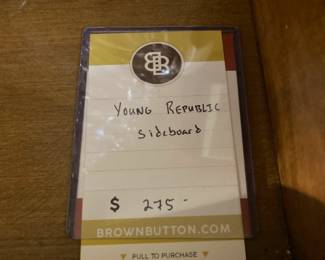 BB
YOUNG REPUBLIC
Sideboard
$ 275-
BROWNBUTTON.COM
▼ PULL TO PURCHASE ▼